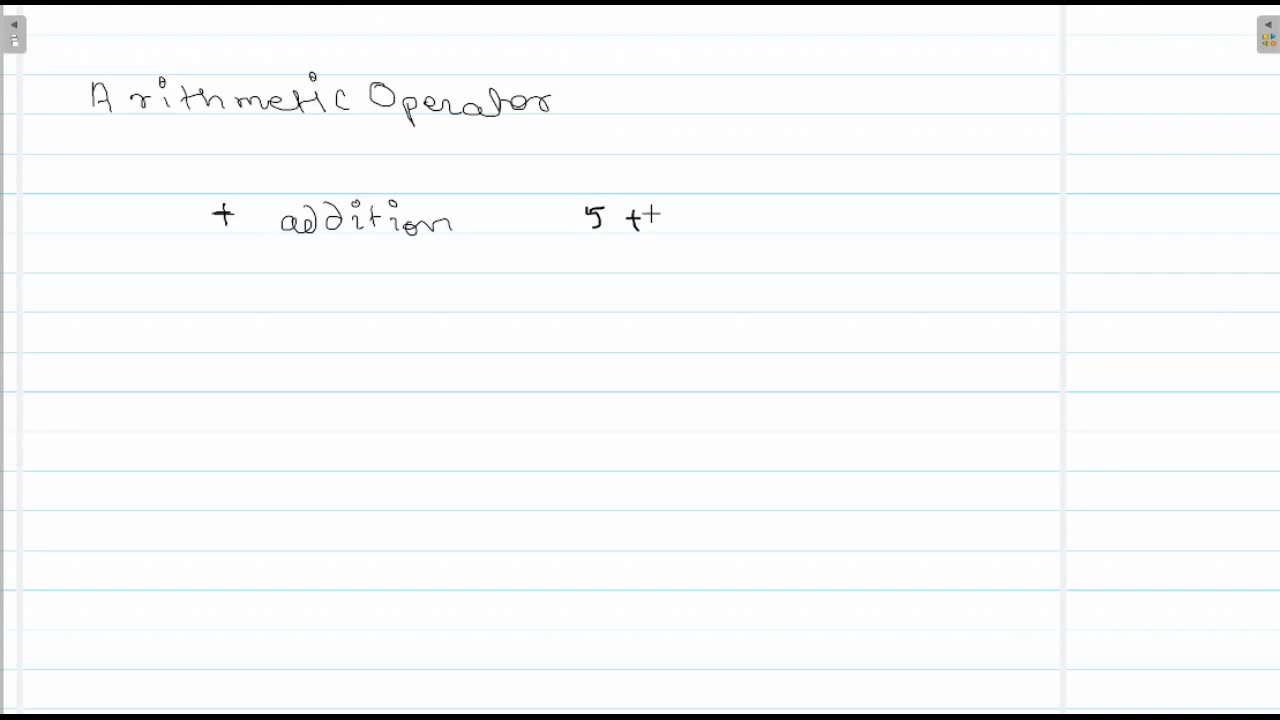 Arithmetic Operator
+ addition 5 +